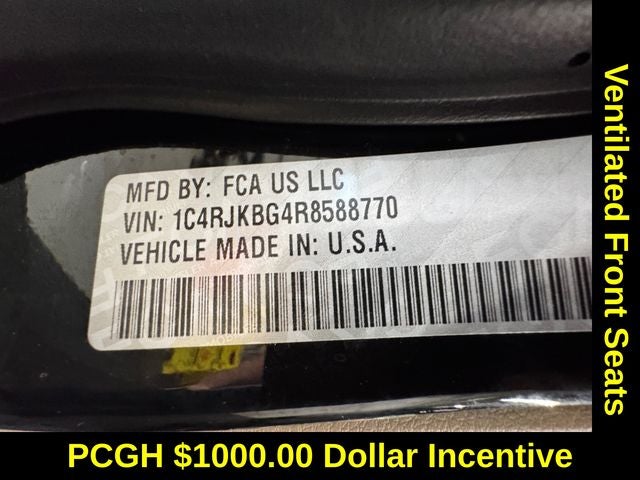 MFD BY: FCA US LLC
VIN: 1C4RJKBG4R8588770
VEHICLE MADE IN: U.S.A.
Ventilated Front Seats
PCGH $1000.00 Dollar Incentive